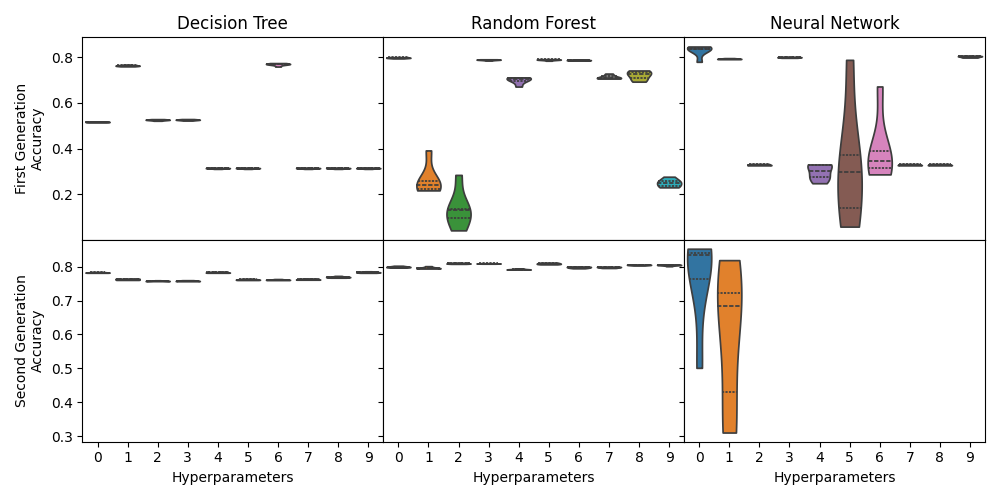 Decision Tree
Random Forest
Neural Network
First Generation
Accuracy
0.8
0.6
0.4
0.2
Second Generation
Accuracy
0.8
0.7
0.6
0.5
0.4
0.3
0 1 2 3 4 5 6 7 8 9
0 1 2 3 4 5 6 7 8 9
0 1 2 3 4 5 6 7 8 9
Hyperparameters
Hyperparameters
Hyperparameters